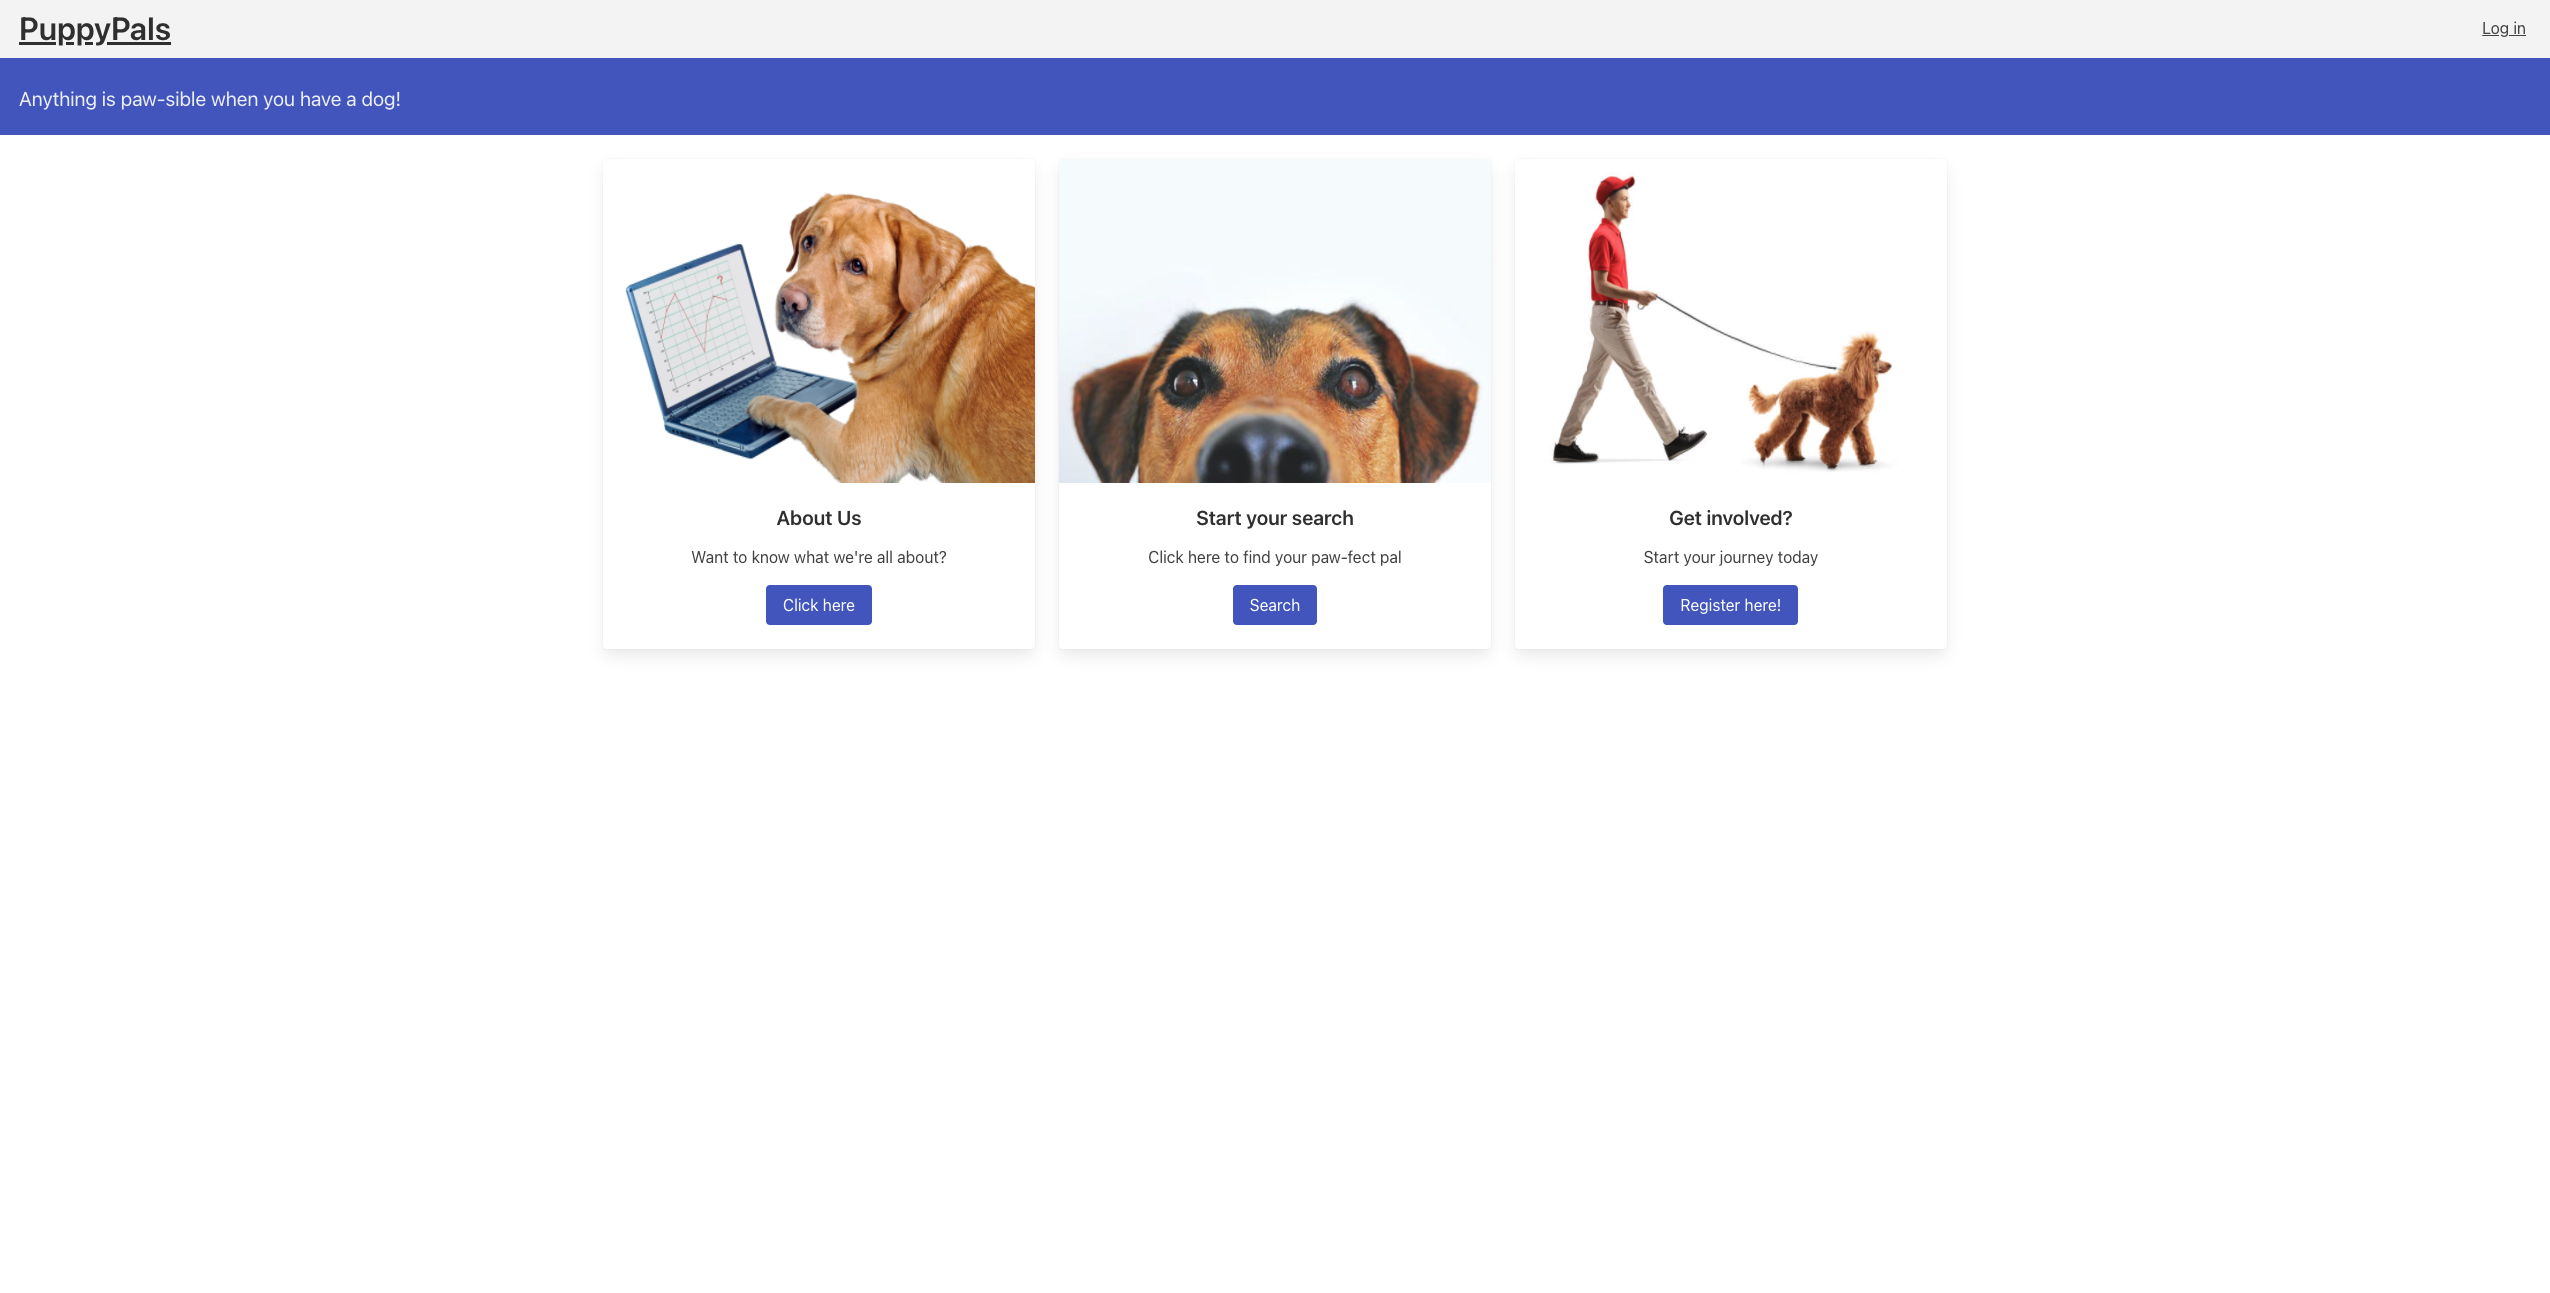 PuppyPals
Log in
Anything is paw-sible when you have a dog!
?
About Us
Want to know what we're all about?
Click here
Start your search
Click here to find your paw-fect pal
Search
Get involved?
Start your journey today
Register here!